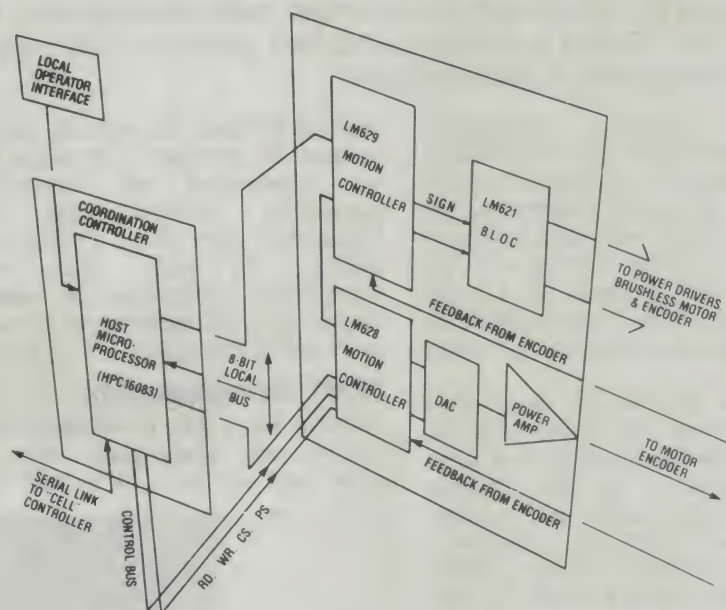 LOCAL
OPERATOR
INTERFACE
COORDINATION
CONTROLLER
HOST
MICRO-
PROCESSOR
(HPC16083)
8-BIT
LOCAL
BUS
SERIAL LINK
TO "CELL"
CONTROLLER
CONTROL BUS
RD. WR. CS. PS
LM629
MOTION
CONTROLLER
SIGN
LM621
BLOC
TO POWER DRIVERS
BRUSHLESS MOTOR
& ENCODER
FEEDBACK FROM ENCODER
LM628
MOTION
CONTROLLER
DAC
POWER
AMP
TO MOTOR
ENCODER
FEEDBACK FROM ENCODER